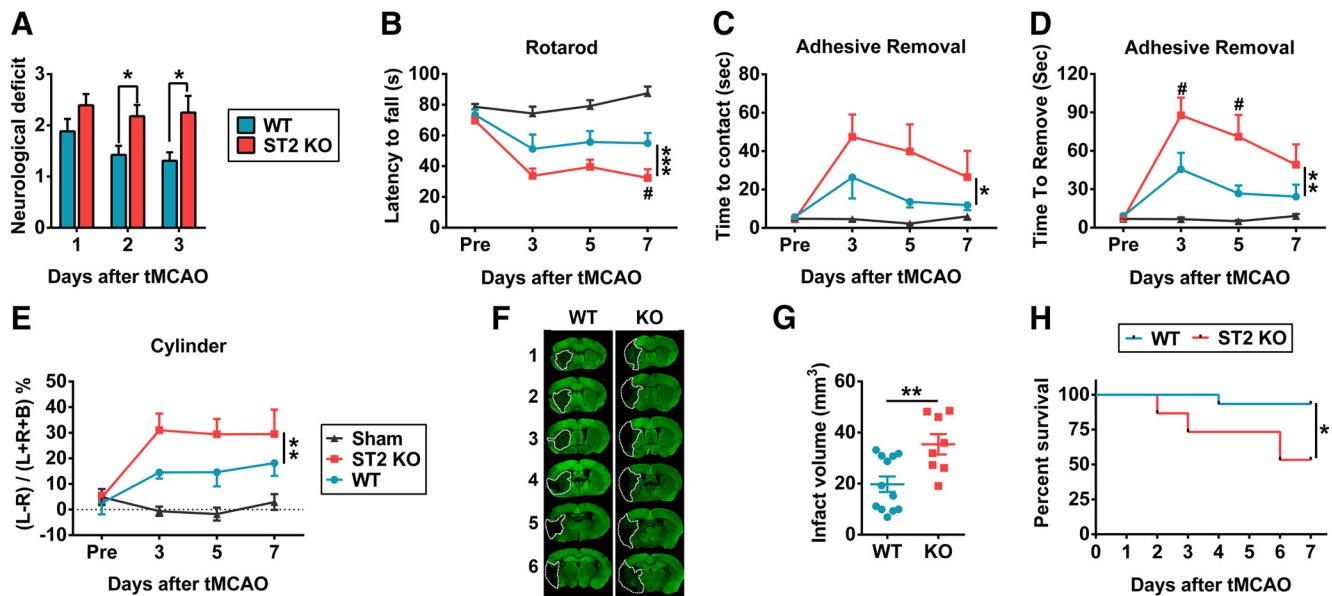 A
Neurological deficit
3
2
1
0
*
*
1 2 3
Days after tMCAO
WT
ST2 KO
B
Rotarod
Latency to fall (s)
100
80
60
40
20
0
***
#
Pre 3 5 7
Days after tMCAO
C
Adhesive Removal
Time to contact (sec)
80
60
40
20
0
*
Pre 3 5 7
Days after tMCAO
D
Adhesive Removal
Time To Remove (Sec)
120
90
60
30
0
# #
**
Pre 3 5 7
Days after tMCAO
E
Cylinder
(L-R) / (L+R+B) %
50
40
30
20
10
0
-10
**
Pre 3 5 7
Days after tMCAO
Sham
ST2 KO
WT
F
WT KO
1
2
3
4
5
6
G
Infact volume (mm³)
60
40
20
0
**
WT KO
H
WT ST2 KO
Percent survival
100
75
50
25
0
*
0 1 2 3 4 5 6 7
Days after tMCAO